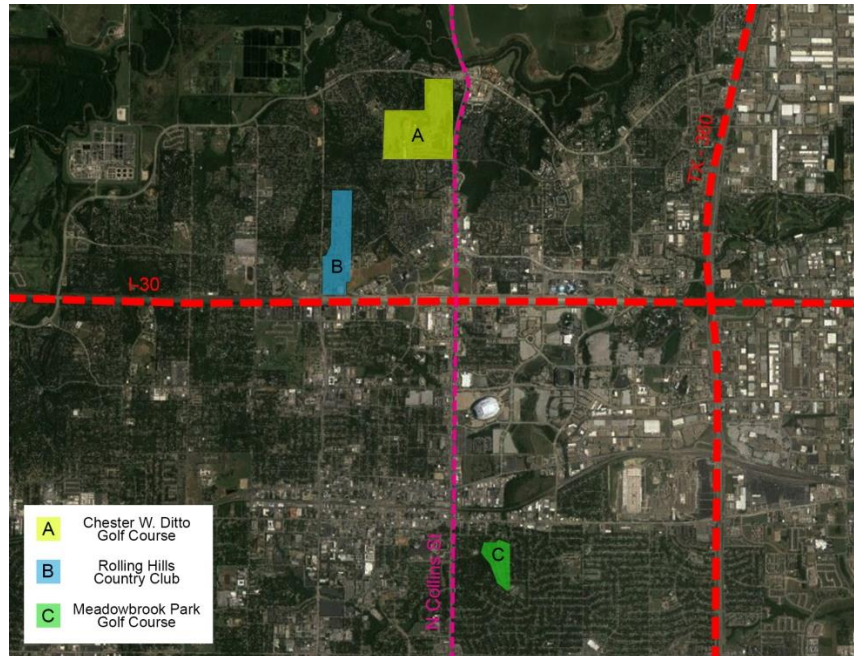 A
TX - 360
B
I-30
C
N Collins St
A Chester W. Ditto
Golf Course
B Rolling Hills
Country Club
C Meadowbrook Park
Golf Course